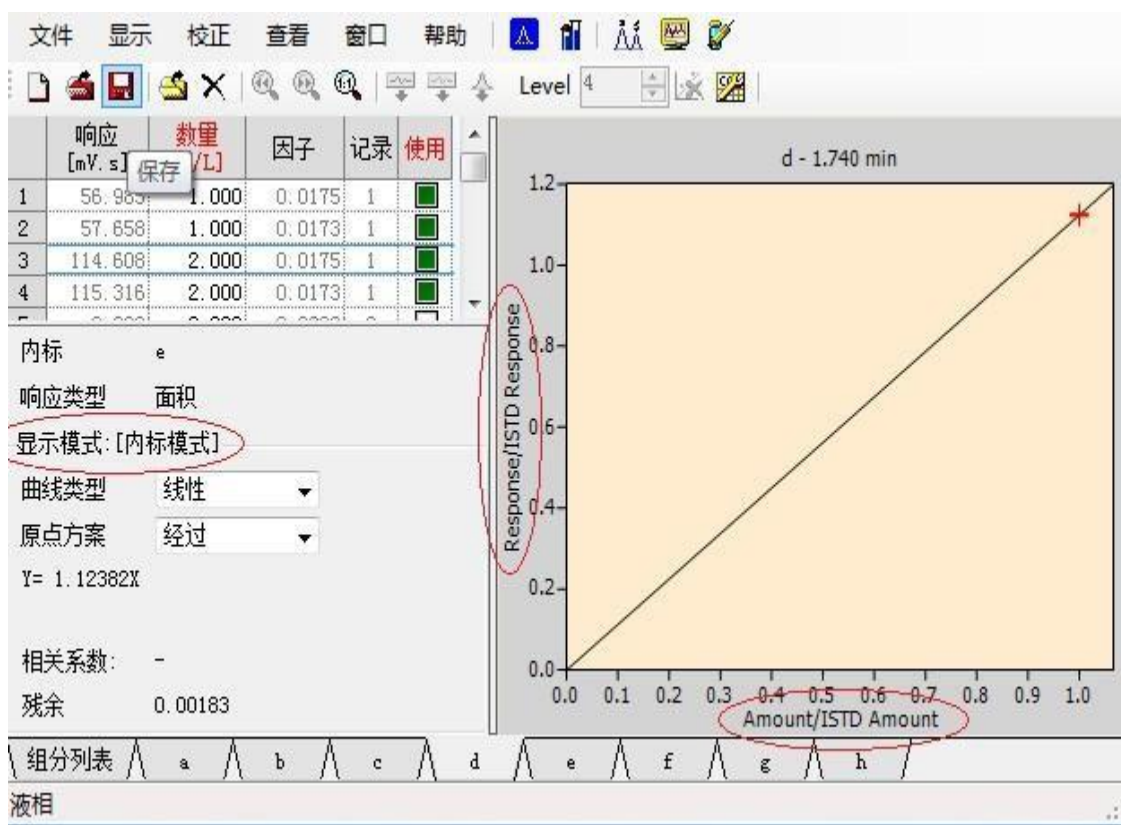 文件 显示 校正 查看 窗口 帮助
Level 4
响应 数量 因子 记录 使用
[mV.s] /L]
保存
1 56.983 1.000 0.0175 1
2 57.658 1.000 0.0173 1
3 114.608 2.000 0.0175 1
4 115.316 2.000 0.0173 1
内标 e
响应类型 面积
显示模式:[内标模式]
曲线类型 线性
原点方案 经过
Y= 1.12382X
相关系数: -
残余 0.00183
d - 1.740 min
1.2
1.0
0.8
0.6
0.4
0.2
0.0
Response/ISTD Response
0.0 0.1 0.2 0.3 0.4 0.5 0.6 0.7 0.8 0.9 1.0
Amount/ISTD Amount
组分列表 a b c d e f g h
液相